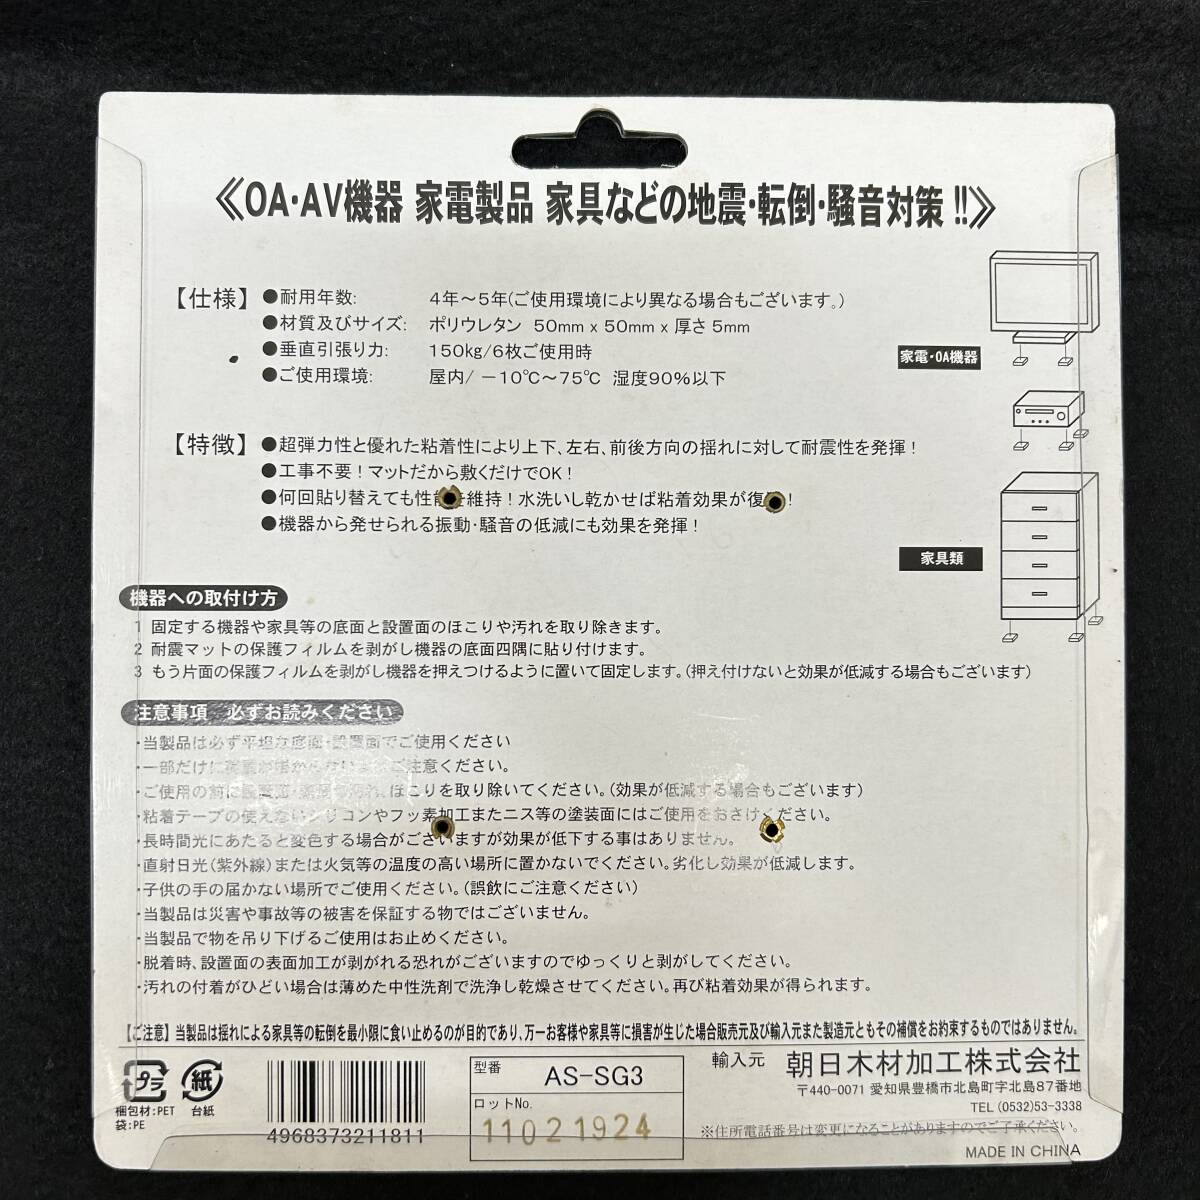 《OA・AV機器 家電製品 家具などの地震・転倒・騒音対策!!》
【仕様】
●耐用年数: 4年～5年(ご使用環境により異なる場合もございます。)
●材質及びサイズ: ポリウレタン 50mm x 50mm x 厚さ 5mm
●垂直引張り力: 150kg/6枚ご使用時
●ご使用環境: 屋内/ －10℃～75℃ 湿度90%以下
家電・OA機器
【特徴】
●超弾力性と優れた粘着性により上下、左右、前後方向の揺れに対して耐震性を発揮!
●工事不要!マットだから敷くだけでOK!
●何回貼り替えても性能を維持!水洗いし乾かせば粘着効果が復!
●機器から発せられる振動・騒音の低減にも効果を発揮!
家具類
機器への取付け方
1 固定する機器や家具等の底面と設置面のほこりや汚れを取り除きます。
2 耐震マットの保護フィルムを剥がし機器の底面四隅に貼り付けます。
3 もう片面の保護フィルムを剥がし機器を押えつけるように置いて固定します。(押え付けないと効果が低減する場合もございます)
注意事項 必ずお読みください
・当製品は必ず平坦な底面・設置面でご使用ください
・一部だけに荷重が掛からないようご注意ください。
・ご使用の前に設置面・汚れ、ほこりを取り除いてください。(効果が低減する場合もございます)
・粘着テープの使えないシリコンやフッ素加工またニス等の塗装面にはご使用をおさけください。
・長時間光にあたると変色する場合がございますが効果が低下する事はありません。
・直射日光(紫外線)または火気等の温度の高い場所に置かないでください。劣化し効果が低減します。
・子供の手の届かない場所でご使用ください。(誤飲にご注意ください)
・当製品は災害や事故等の被害を保証する物ではございません。
・当製品で物を吊り下げるご使用はお止めください。
・脱着時、設置面の表面加工が剥がれる恐れがございますのでゆっくりと剥がしてください。
・汚れの付着がひどい場合は薄めた中性洗剤で洗浄し乾燥させてください。再び粘着効果が得られます。
【ご注意】当製品は揺れによる家具等の転倒を最小限に食い止めるのが目的であり、万一お客様や家具等に損害が生じた場合販売元及び輸入元また製造元ともその補償をお約束するものではありません。
プラ
梱包材:PET
袋:PE
紙
台紙
4968373211811
型番 AS-SG3
ロットNo.
11021924
輸入元 朝日木材加工株式会社
〒440-0071 愛知県豊橋市北島町字北島87番地
TEL (0532)53-3338
※住所電話番号は変更になることがありますのでご了承ください。
MADE IN CHINA